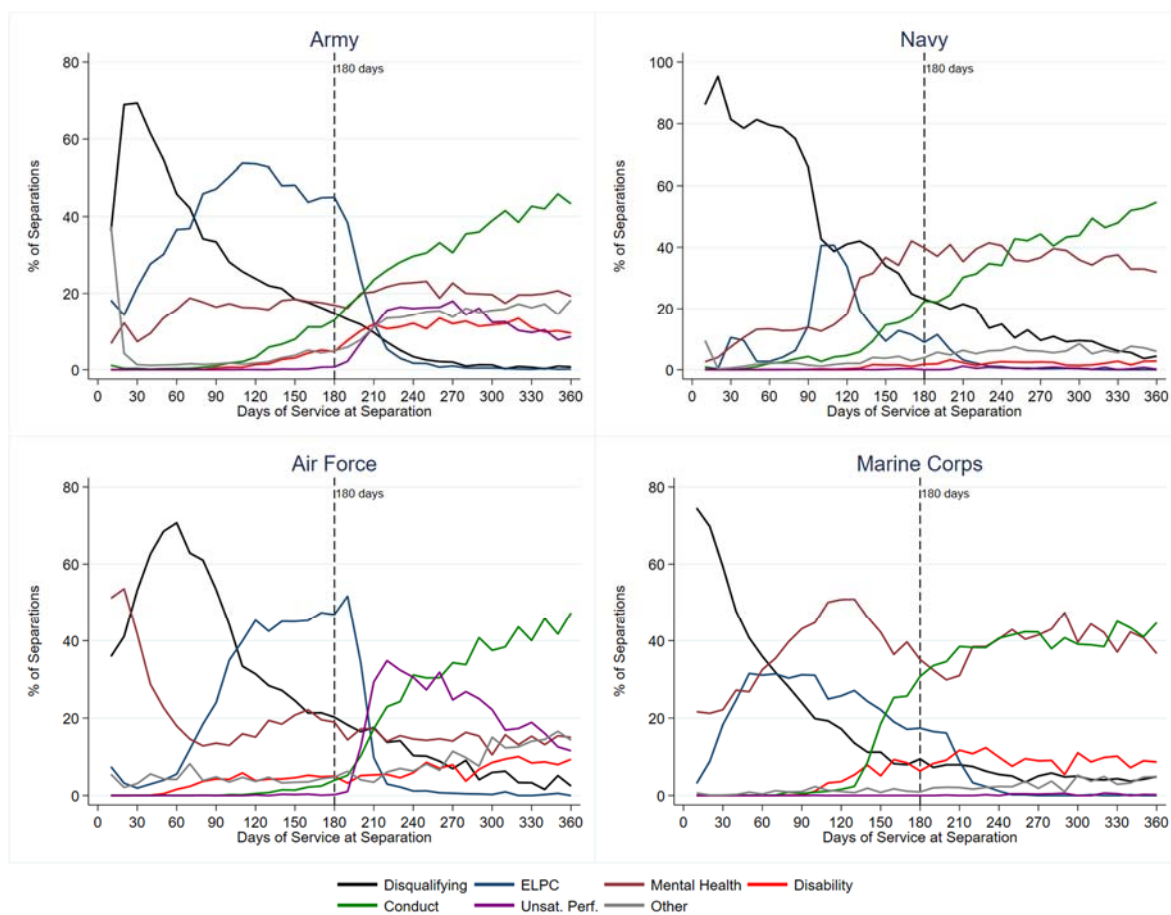 Army
80
60
40
20
0
% of Separations
180 days
0 30 60 90 120 150 180 210 240 270 300 330 360
Days of Service at Separation
Navy
100
80
60
40
20
0
% of Separations
180 days
0 30 60 90 120 150 180 210 240 270 300 330 360
Days of Service at Separation
Air Force
80
60
40
20
0
% of Separations
180 days
0 30 60 90 120 150 180 210 240 270 300 330 360
Days of Service at Separation
Marine Corps
80
60
40
20
0
% of Separations
180 days
0 30 60 90 120 150 180 210 240 270 300 330 360
Days of Service at Separation
Disqualifying ELPC Mental Health Disability
Conduct Unsat. Perf. Other